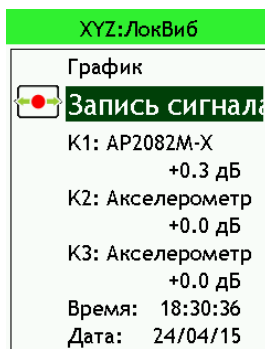 XYZ:ЛокВиб
График
Запись сигнала
К1: АР2082М-Х
+0.3 дБ
К2: Акселерометр
+0.0 дБ
К3: Акселерометр
+0.0 дБ
Время: 18:30:36
Дата: 24/04/15